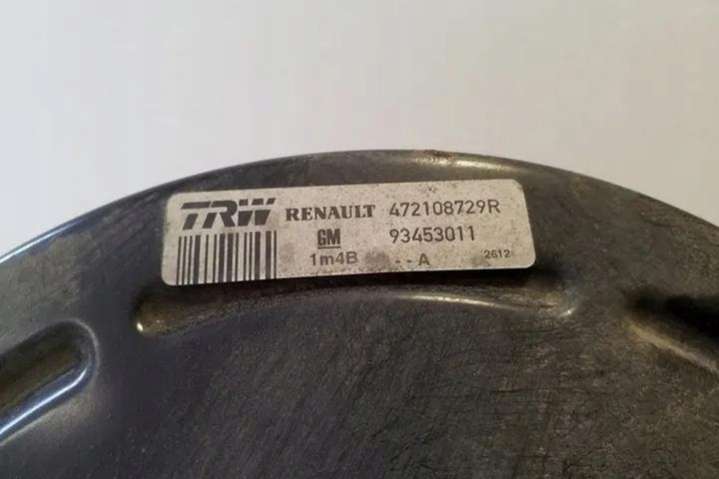 TRW RENAULT 472108729R
GM 93453011
1m4B - - A 2612